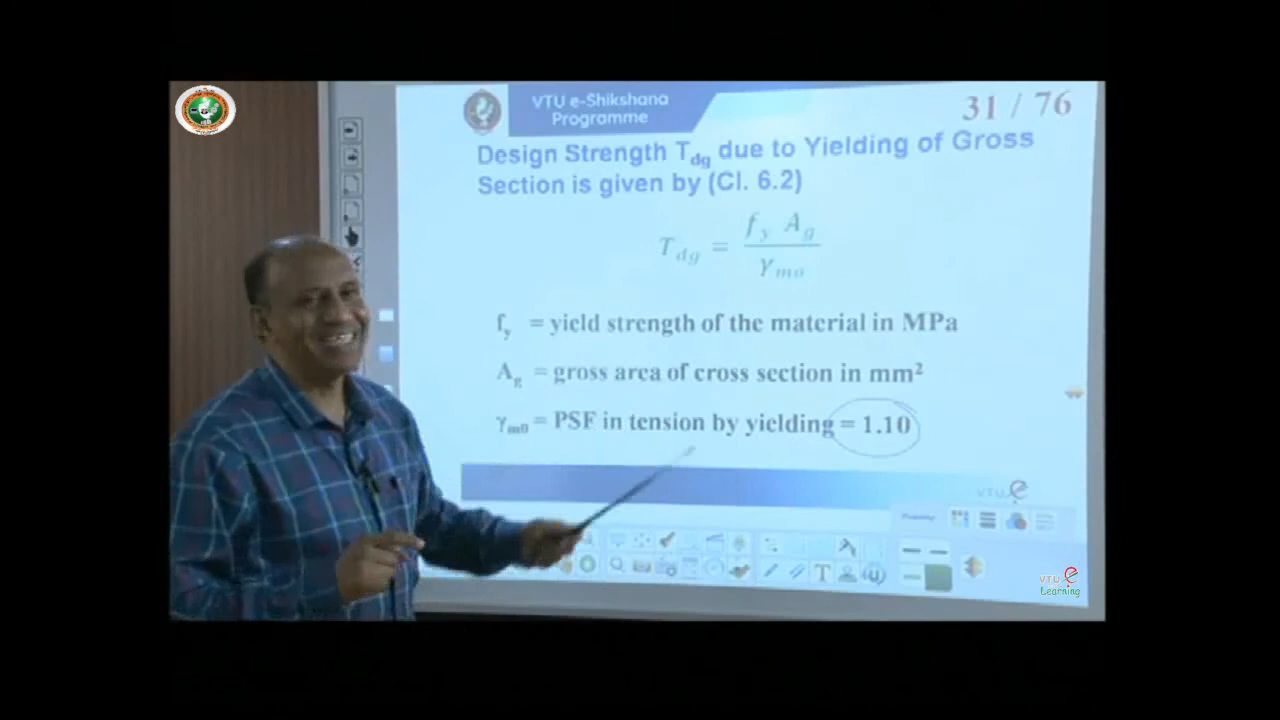 VTU e-Shikshana
Programme
31 / 76
Design Strength Tdg due to Yielding of Gross
Section is given by (Cl. 6.2)
Tdg = fy Ag / γm0
fy = yield strength of the material in MPa
Ag = gross area of cross section in mm²
γm0 = PSF in tension by yielding = 1.10
VTU e
VTU e
Learning